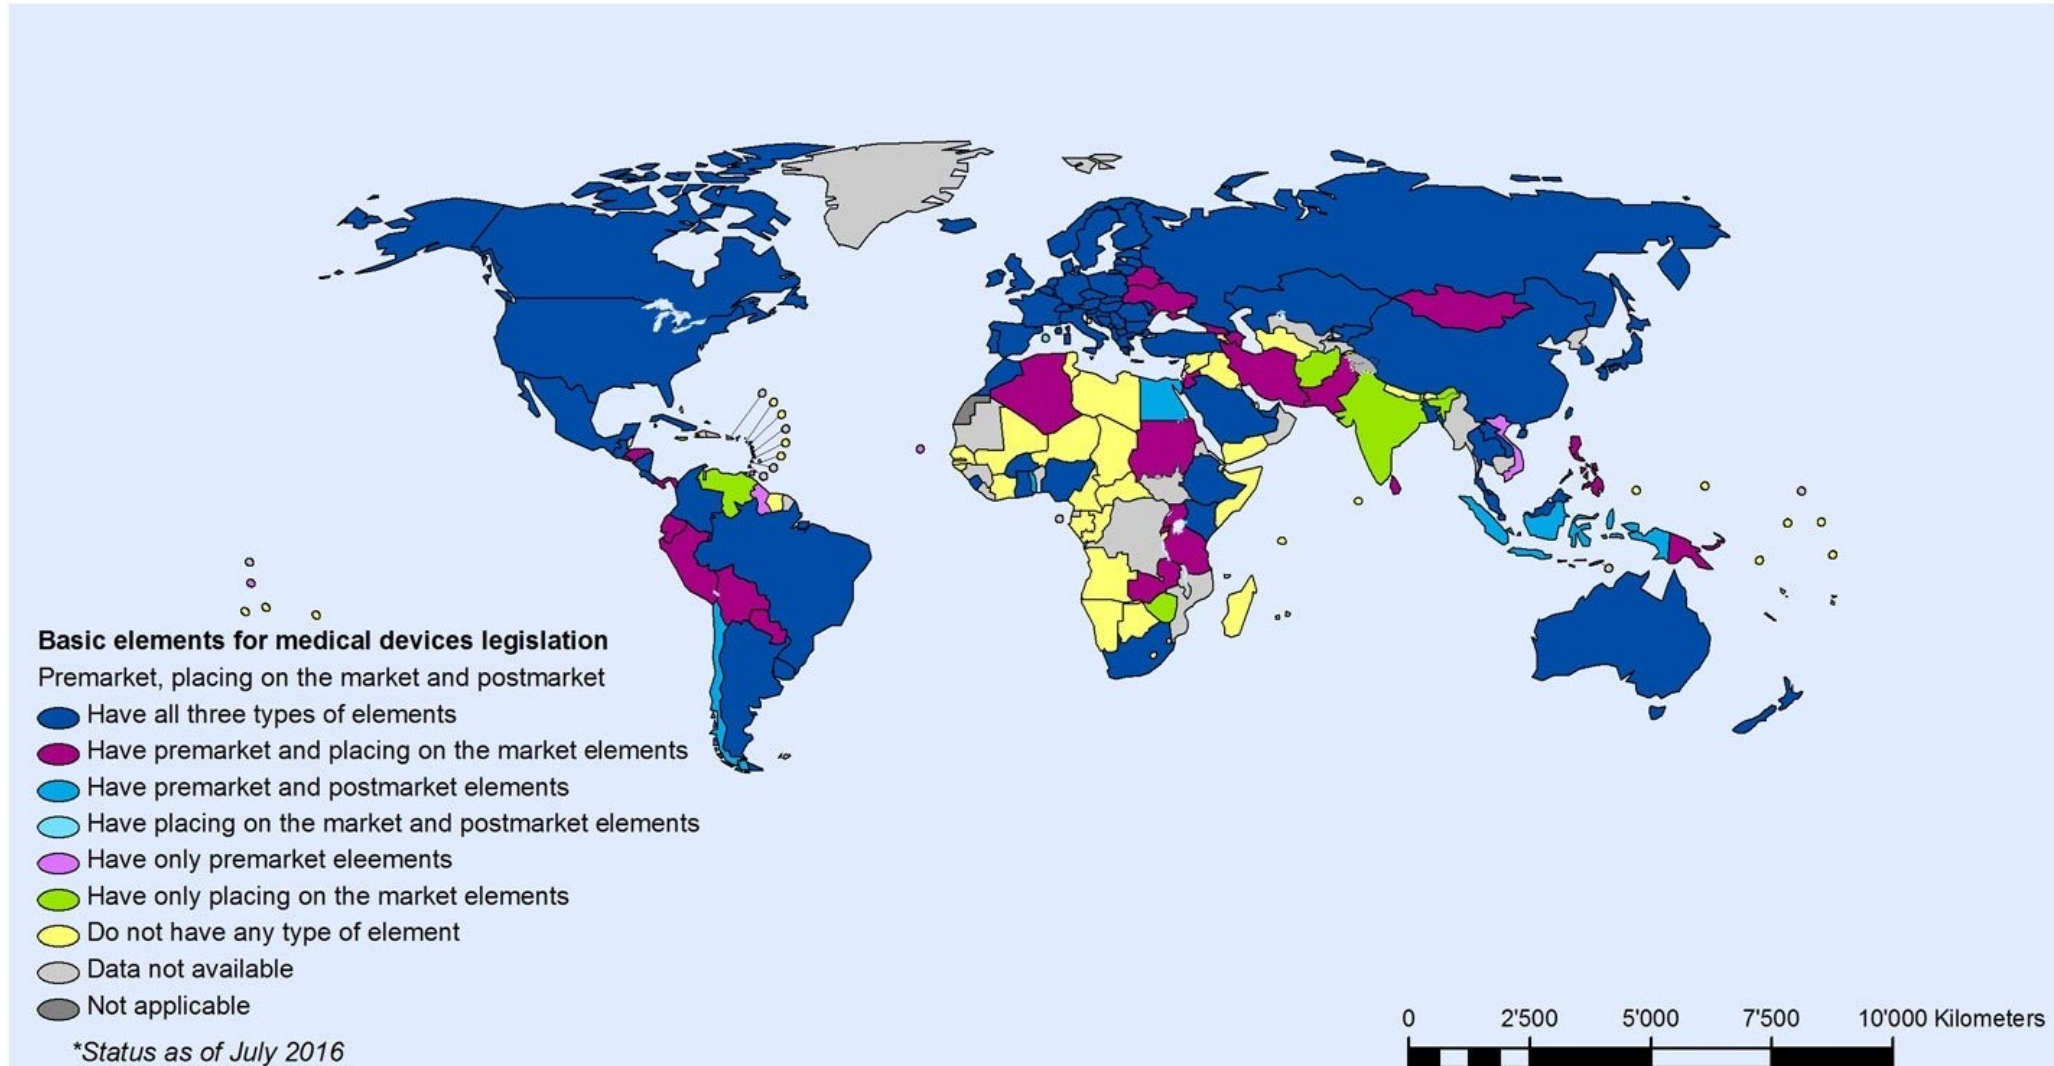 Basic elements for medical devices legislation
Premarket, placing on the market and postmarket
Have all three types of elements
Have premarket and placing on the market elements
Have premarket and postmarket elements
Have placing on the market and postmarket elements
Have only premarket eleements
Have only placing on the market elements
Do not have any type of element
Data not available
Not applicable
*Status as of July 2016
0 2'500 5'000 7'500 10'000 Kilometers